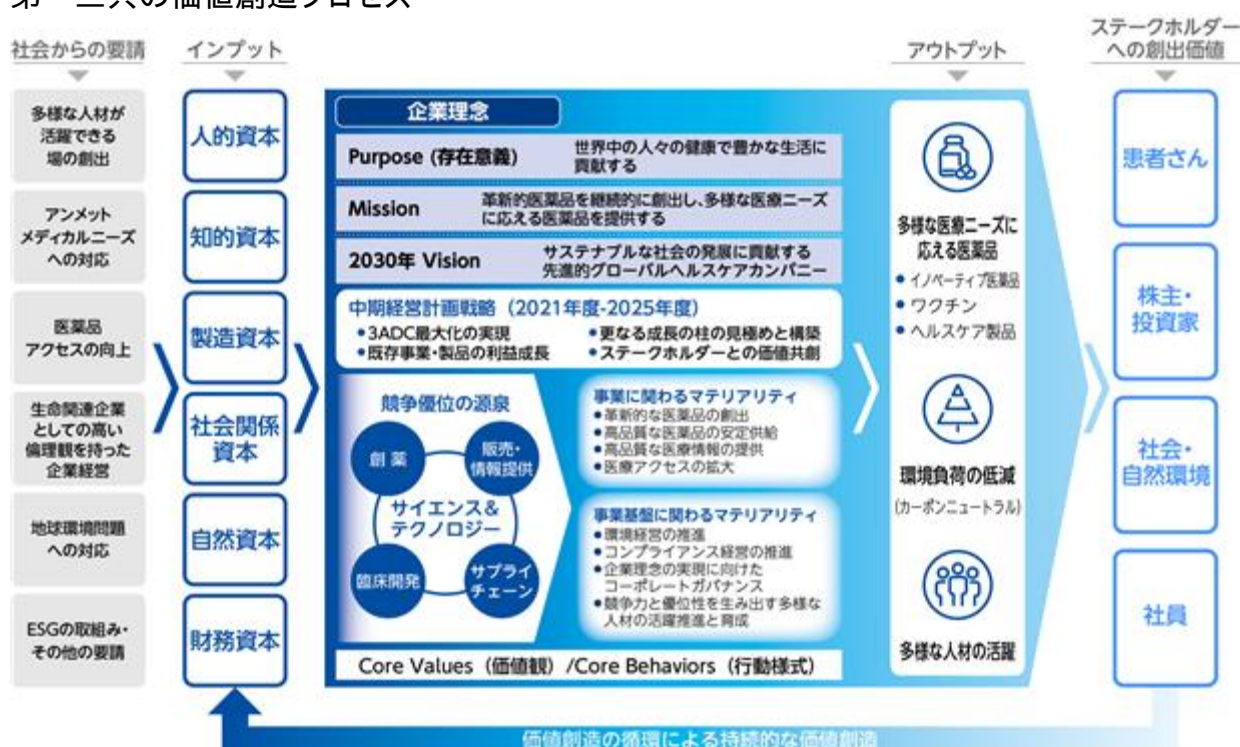 第一三共の価値創造プロセス
社会からの要請
インプット
アウトプット
ステークホルダー
への創出価値
多様な人材が
活躍できる
場の創出
アンメット
メディカルニーズ
への対応
医薬品
アクセスの向上
生命関連企業
としての高い
倫理観を持った
企業経営
地球環境問題
への対応
ESGの取組み・
その他の要請
人的資本
知的資本
製造資本
社会関係
資本
自然資本
財務資本
企業理念
Purpose (存在意義)
世界中の人々の健康で豊かな生活に
貢献する
Mission
革新的医薬品を継続的に創出し、多様な医療ニーズ
に応える医薬品を提供する
2030年 Vision
サステナブルな社会の発展に貢献する
先進的グローバルヘルスケアカンパニー
中期経営計画戦略（2021年度-2025年度）
●3ADC最大化の実現
●更なる成長の柱の見極めと構築
●既存事業・製品の利益成長
●ステークホルダーとの価値共創
競争優位の源泉
創薬
販売・
情報提供
サイエンス＆
テクノロジー
臨床開発
サプライ
チェーン
事業に関わるマテリアリティ
●革新的な医薬品の創出
●高品質な医薬品の安定供給
●高品質な医療情報の提供
●医療アクセスの拡大
事業基盤に関わるマテリアリティ
●環境経営の推進
●コンプライアンス経営の推進
●企業理念の実現に向けた
コーポレートガバナンス
●競争力と優位性を生み出す多様な
人材の活躍推進と育成
Core Values（価値観）/Core Behaviors（行動様式）
多様な医療ニーズに
応える医薬品
●イノベーティブ医薬品
●ワクチン
●ヘルスケア製品
環境負荷の低減
(カーボンニュートラル)
多様な人材の活躍
患者さん
株主・
投資家
社会・
自然環境
社員
価値創造の循環による持続的な価値創造